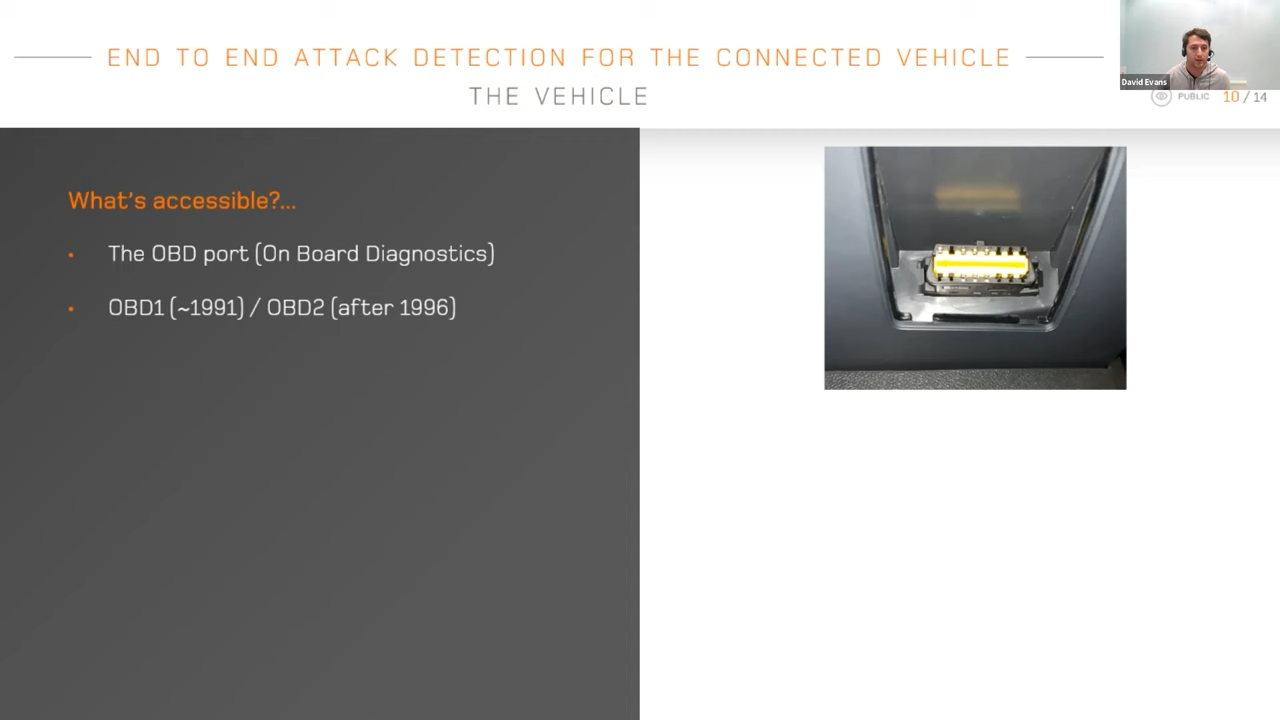 END TO END ATTACK DETECTION FOR THE CONNECTED VEHICLE
THE VEHICLE
David Evans
PUBLIC 10 / 14
What's accessible?...
• The OBD port (On Board Diagnostics)
• OBD1 (~1991) / OBD2 (after 1996)